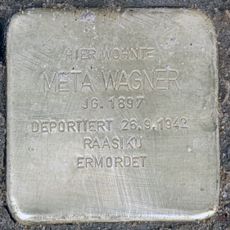 HIER WOHNTE
META WAGNER
JG. 1897
DEPORTIERT 26.9.1942
RAASIKU
ERMORDET